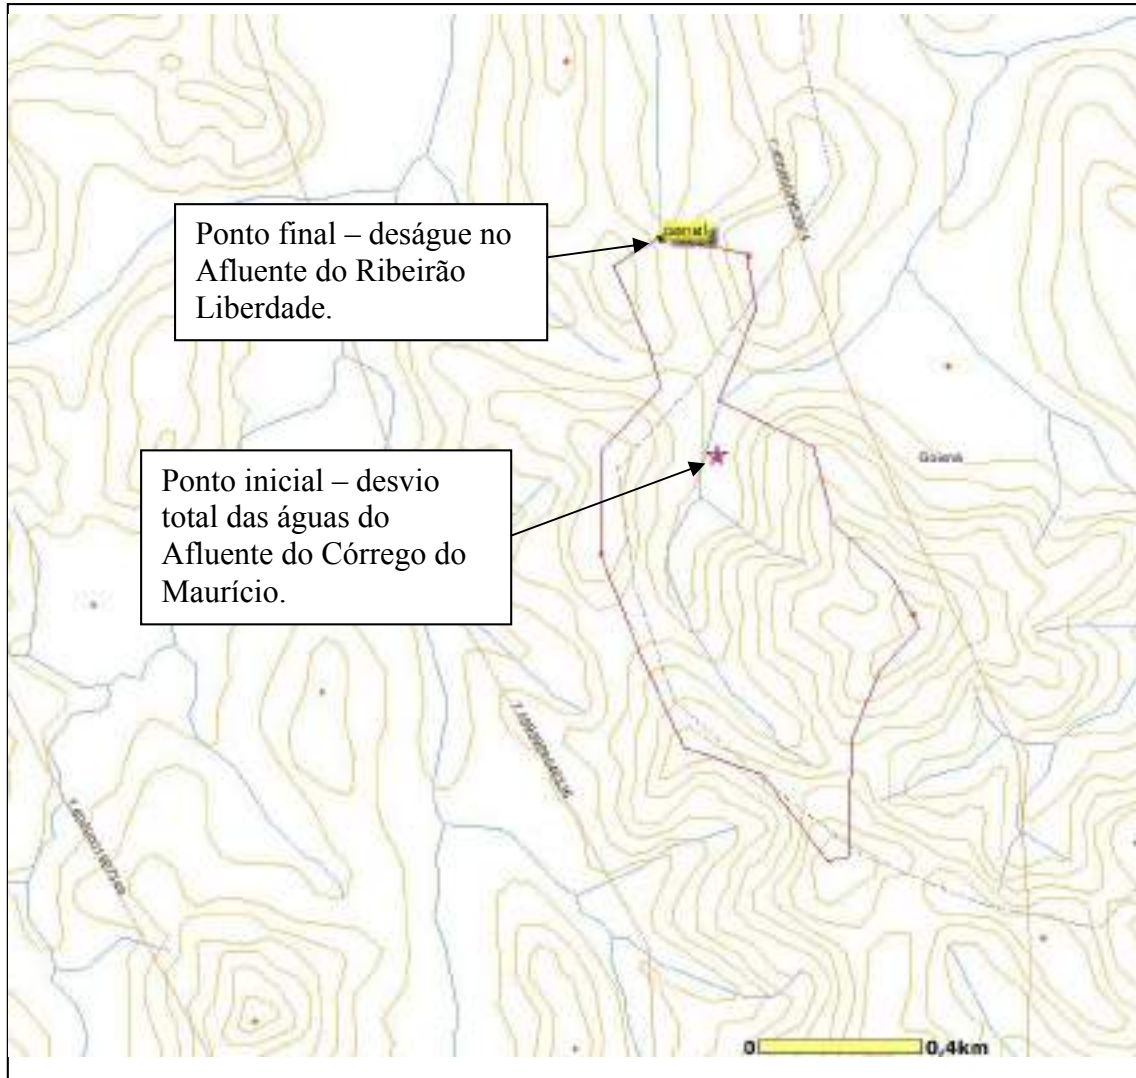 Ponto final – deságue no
Afluente do Ribeirão
Liberdade.
Goianá
Ponto inicial – desvio
total das águas do
Afluente do Córrego do
Maurício.
0
0,4km